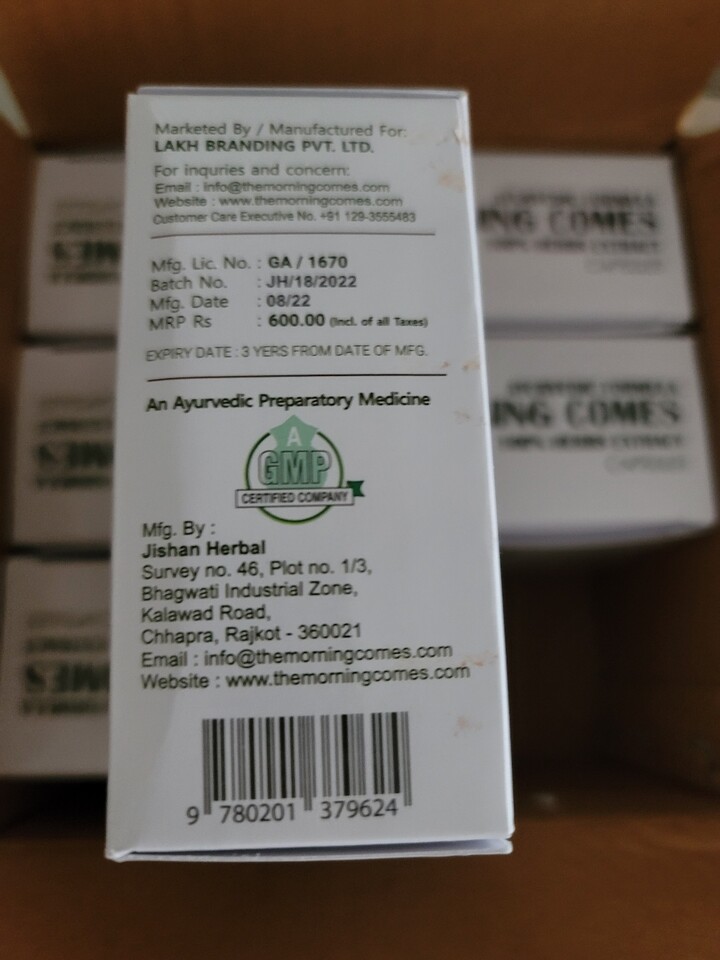 Marketed By / Manufactured For:
LAKH BRANDING PVT. LTD.
For inquries and concern:
Email : info@themorningcomes.com
Website : www.themorningcomes.com
Customer Care Executive No. +91 129-3555483
Mfg. Lic. No. : GA / 1670
Batch No. : JH/18/2022
Mfg. Date : 08/22
MRP Rs : 600.00 (Incl. of all Taxes)
EXPIRY DATE : 3 YERS FROM DATE OF MFG.
An Ayurvedic Preparatory Medicine
A
GMP
CERTIFIED COMPANY
Mfg. By :
Jishan Herbal
Survey no. 46, Plot no. 1/3,
Bhagwati Industrial Zone,
Kalawad Road,
Chhapra, Rajkot - 360021
Email : info@themorningcomes.com
Website : www.themorningcomes.com
9 780201 379624
ING COMES
ING COMES